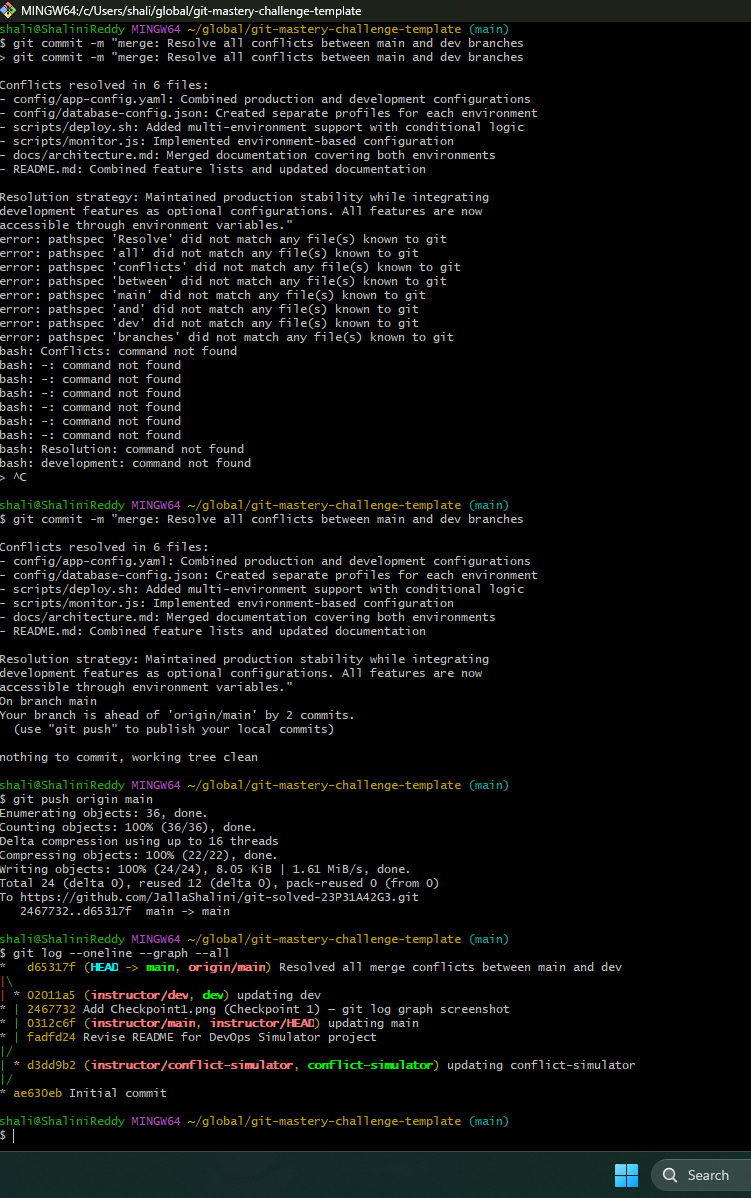 MINGW64:/c/Users/shali/global/git-mastery-challenge-template
shali@ShaliniReddy MINGW64 ~/global/git-mastery-challenge-template (main)
$ git commit -m "merge: Resolve all conflicts between main and dev branches
> git commit -m "merge: Resolve all conflicts between main and dev branches

Conflicts resolved in 6 files:
- config/app-config.yaml: Combined production and development configurations
- config/database-config.json: Created separate profiles for each environment
- scripts/deploy.sh: Added multi-environment support with conditional logic
- scripts/monitor.js: Implemented environment-based configuration
- docs/architecture.md: Merged documentation covering both environments
- README.md: Combined feature lists and updated documentation

Resolution strategy: Maintained production stability while integrating
development features as optional configurations. All features are now
accessible through environment variables."
error: pathspec 'Resolve' did not match any file(s) known to git
error: pathspec 'all' did not match any file(s) known to git
error: pathspec 'conflicts' did not match any file(s) known to git
error: pathspec 'between' did not match any file(s) known to git
error: pathspec 'main' did not match any file(s) known to git
error: pathspec 'and' did not match any file(s) known to git
error: pathspec 'dev' did not match any file(s) known to git
error: pathspec 'branches' did not match any file(s) known to git
bash: Conflicts: command not found
bash: -: command not found
bash: -: command not found
bash: -: command not found
bash: -: command not found
bash: -: command not found
bash: -: command not found
bash: Resolution: command not found
bash: development: command not found
> ^C

shali@ShaliniReddy MINGW64 ~/global/git-mastery-challenge-template (main)
$ git commit -m "merge: Resolve all conflicts between main and dev branches

Conflicts resolved in 6 files:
- config/app-config.yaml: Combined production and development configurations
- config/database-config.json: Created separate profiles for each environment
- scripts/deploy.sh: Added multi-environment support with conditional logic
- scripts/monitor.js: Implemented environment-based configuration
- docs/architecture.md: Merged documentation covering both environments
- README.md: Combined feature lists and updated documentation

Resolution strategy: Maintained production stability while integrating
development features as optional configurations. All features are now
accessible through environment variables."
On branch main
Your branch is ahead of 'origin/main' by 2 commits.
  (use "git push" to publish your local commits)

nothing to commit, working tree clean

shali@ShaliniReddy MINGW64 ~/global/git-mastery-challenge-template (main)
$ git push origin main
Enumerating objects: 36, done.
Counting objects: 100% (36/36), done.
Delta compression using up to 16 threads
Compressing objects: 100% (22/22), done.
Writing objects: 100% (24/24), 8.05 KiB | 1.61 MiB/s, done.
Total 24 (delta 0), reused 12 (delta 0), pack-reused 0 (from 0)
To https://github.com/JallaShalini/git-solved-23P31A42G3.git
   2467732..d65317f  main -> main

shali@ShaliniReddy MINGW64 ~/global/git-mastery-challenge-template (main)
$ git log --oneline --graph --all
*   d65317f (HEAD -> main, origin/main) Resolved all merge conflicts between main and dev
|\
| * 02011a5 (instructor/dev, dev) updating dev
* | 2467732 Add Checkpoint1.png (Checkpoint 1) – git log graph screenshot
* | 0312c6f (instructor/main, instructor/HEAD) updating main
* | fadfd24 Revise README for DevOps Simulator project
|/
| * d3dd9b2 (instructor/conflict-simulator, conflict-simulator) updating conflict-simulator
|/
* ae630eb Initial commit

shali@ShaliniReddy MINGW64 ~/global/git-mastery-challenge-template (main)
$
Search